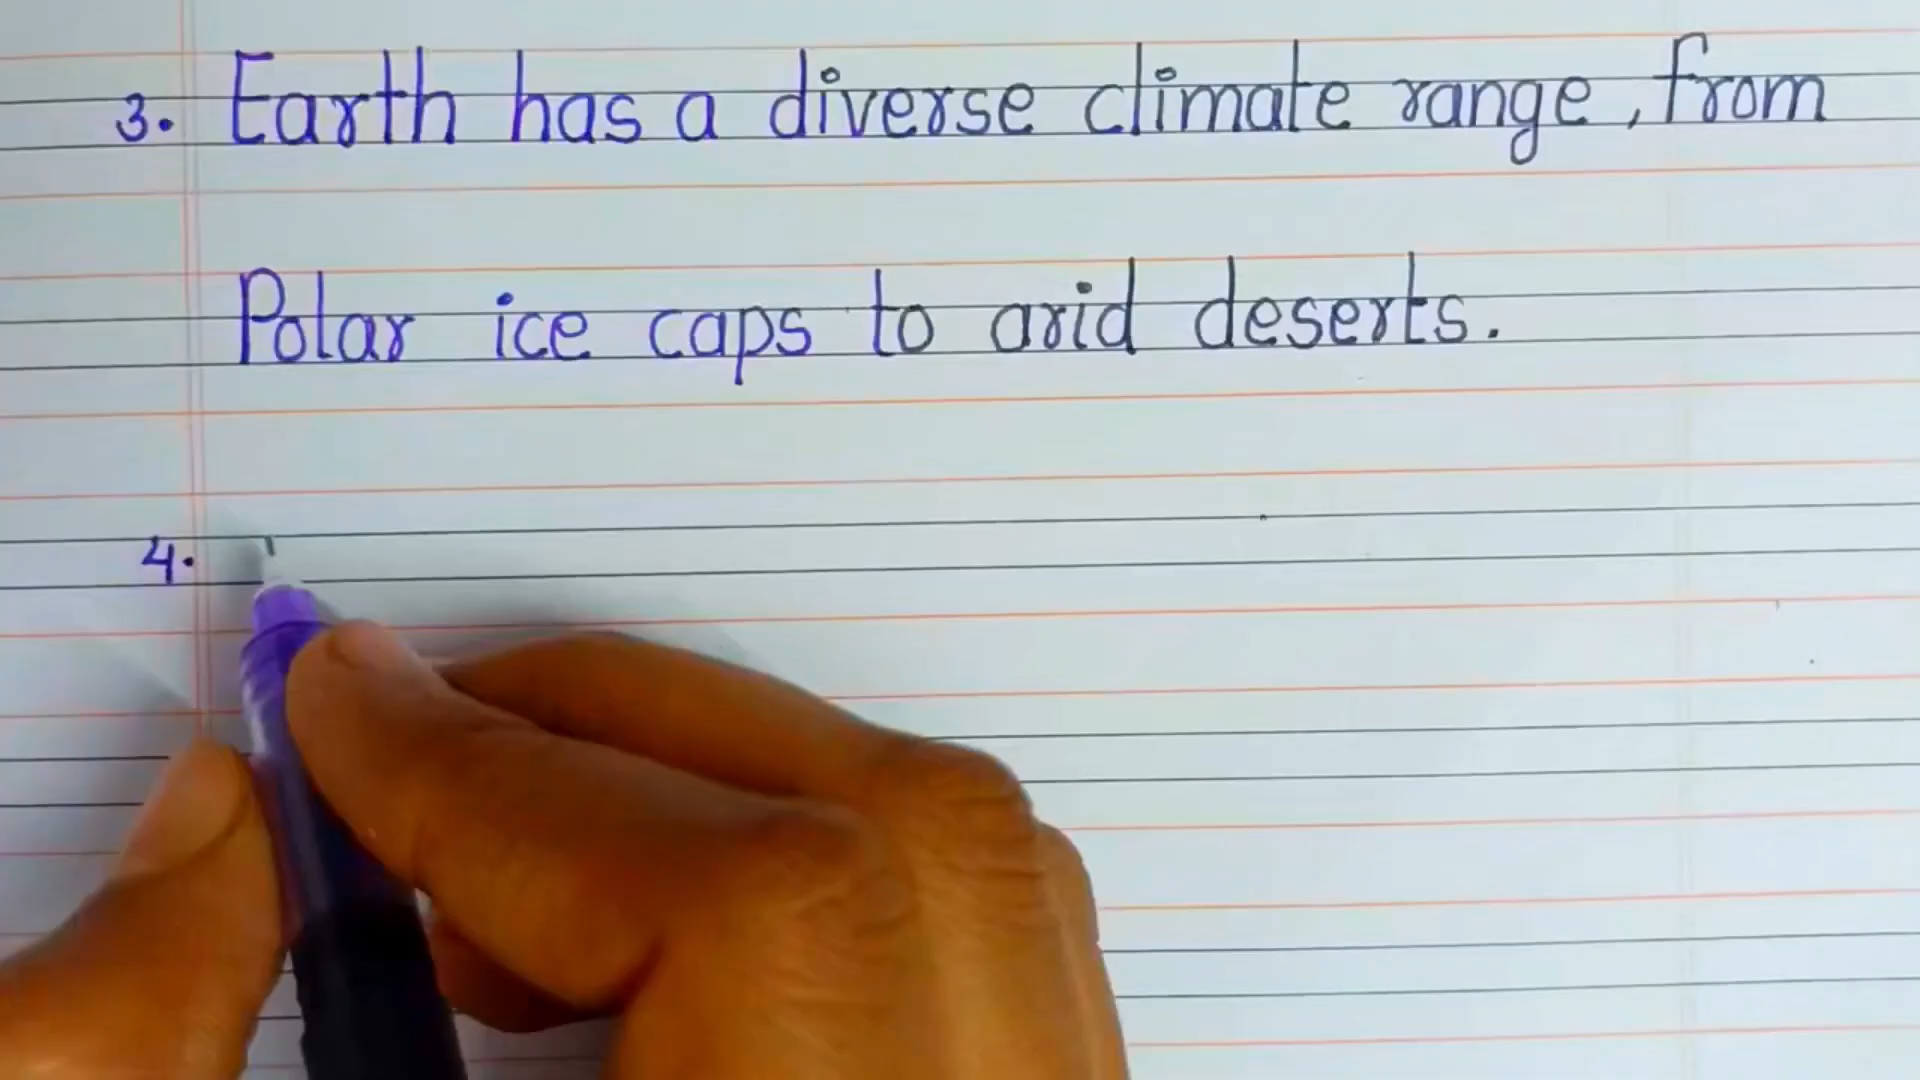 3. Earth has a diverse climate range, from
Polar ice caps to arid deserts.
4.